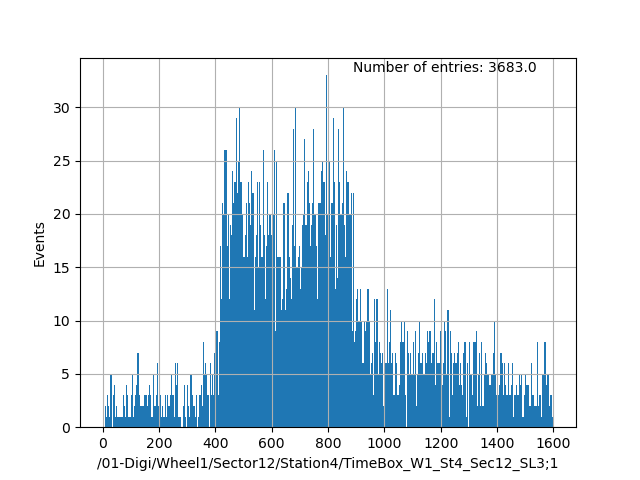 Number of entries: 3683.0
30
25
20
15
10
5
0
Events
0 200 400 600 800 1000 1200 1400 1600
/01-Digi/Wheel1/Sector12/Station4/TimeBox_W1_St4_Sec12_SL3;1